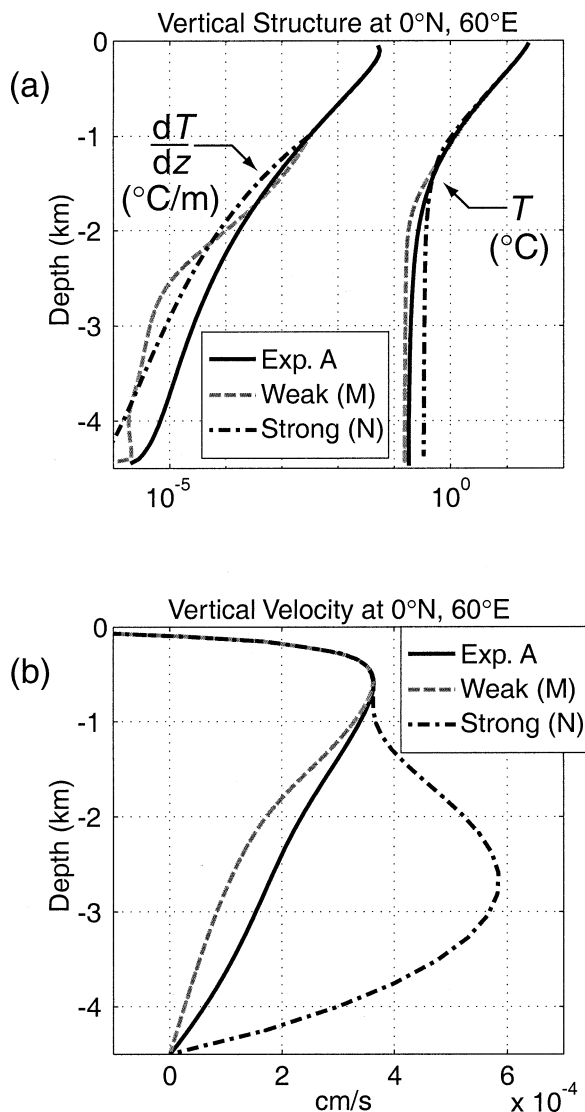 Vertical Structure at 0°N, 60°E
(a)
0
-1
-2
-3
-4
Depth (km)
dT
dz
(°C/m)
T
(°C)
Exp. A
Weak (M)
Strong (N)
10^-5
10^0
Vertical Velocity at 0°N, 60°E
(b)
0
-1
-2
-3
-4
Depth (km)
Exp. A
Weak (M)
Strong (N)
0
2
4
6
cm/s
x 10^-4